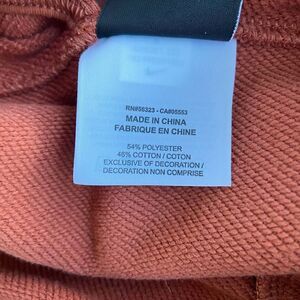 RN#56323 - CA#05553
MADE IN CHINA
FABRIQUE EN CHINE
54% POLYESTER
46% COTTON / COTON
EXCLUSIVE OF DECORATION /
DECORATION NON COMPRISE